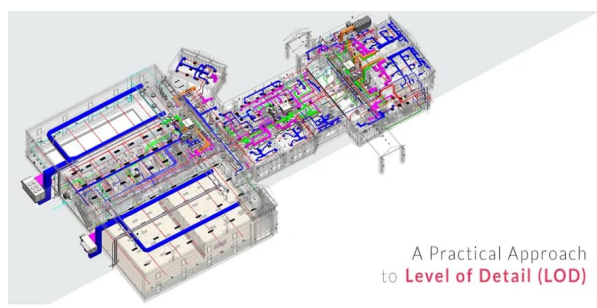 A Practical Approach
to Level of Detail (LOD)